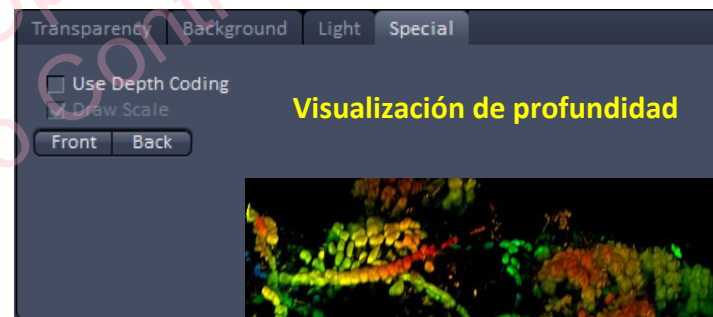 Transparency Background Light Special
Use Depth Coding
Draw Scale
Visualización de profundidad
Front Back